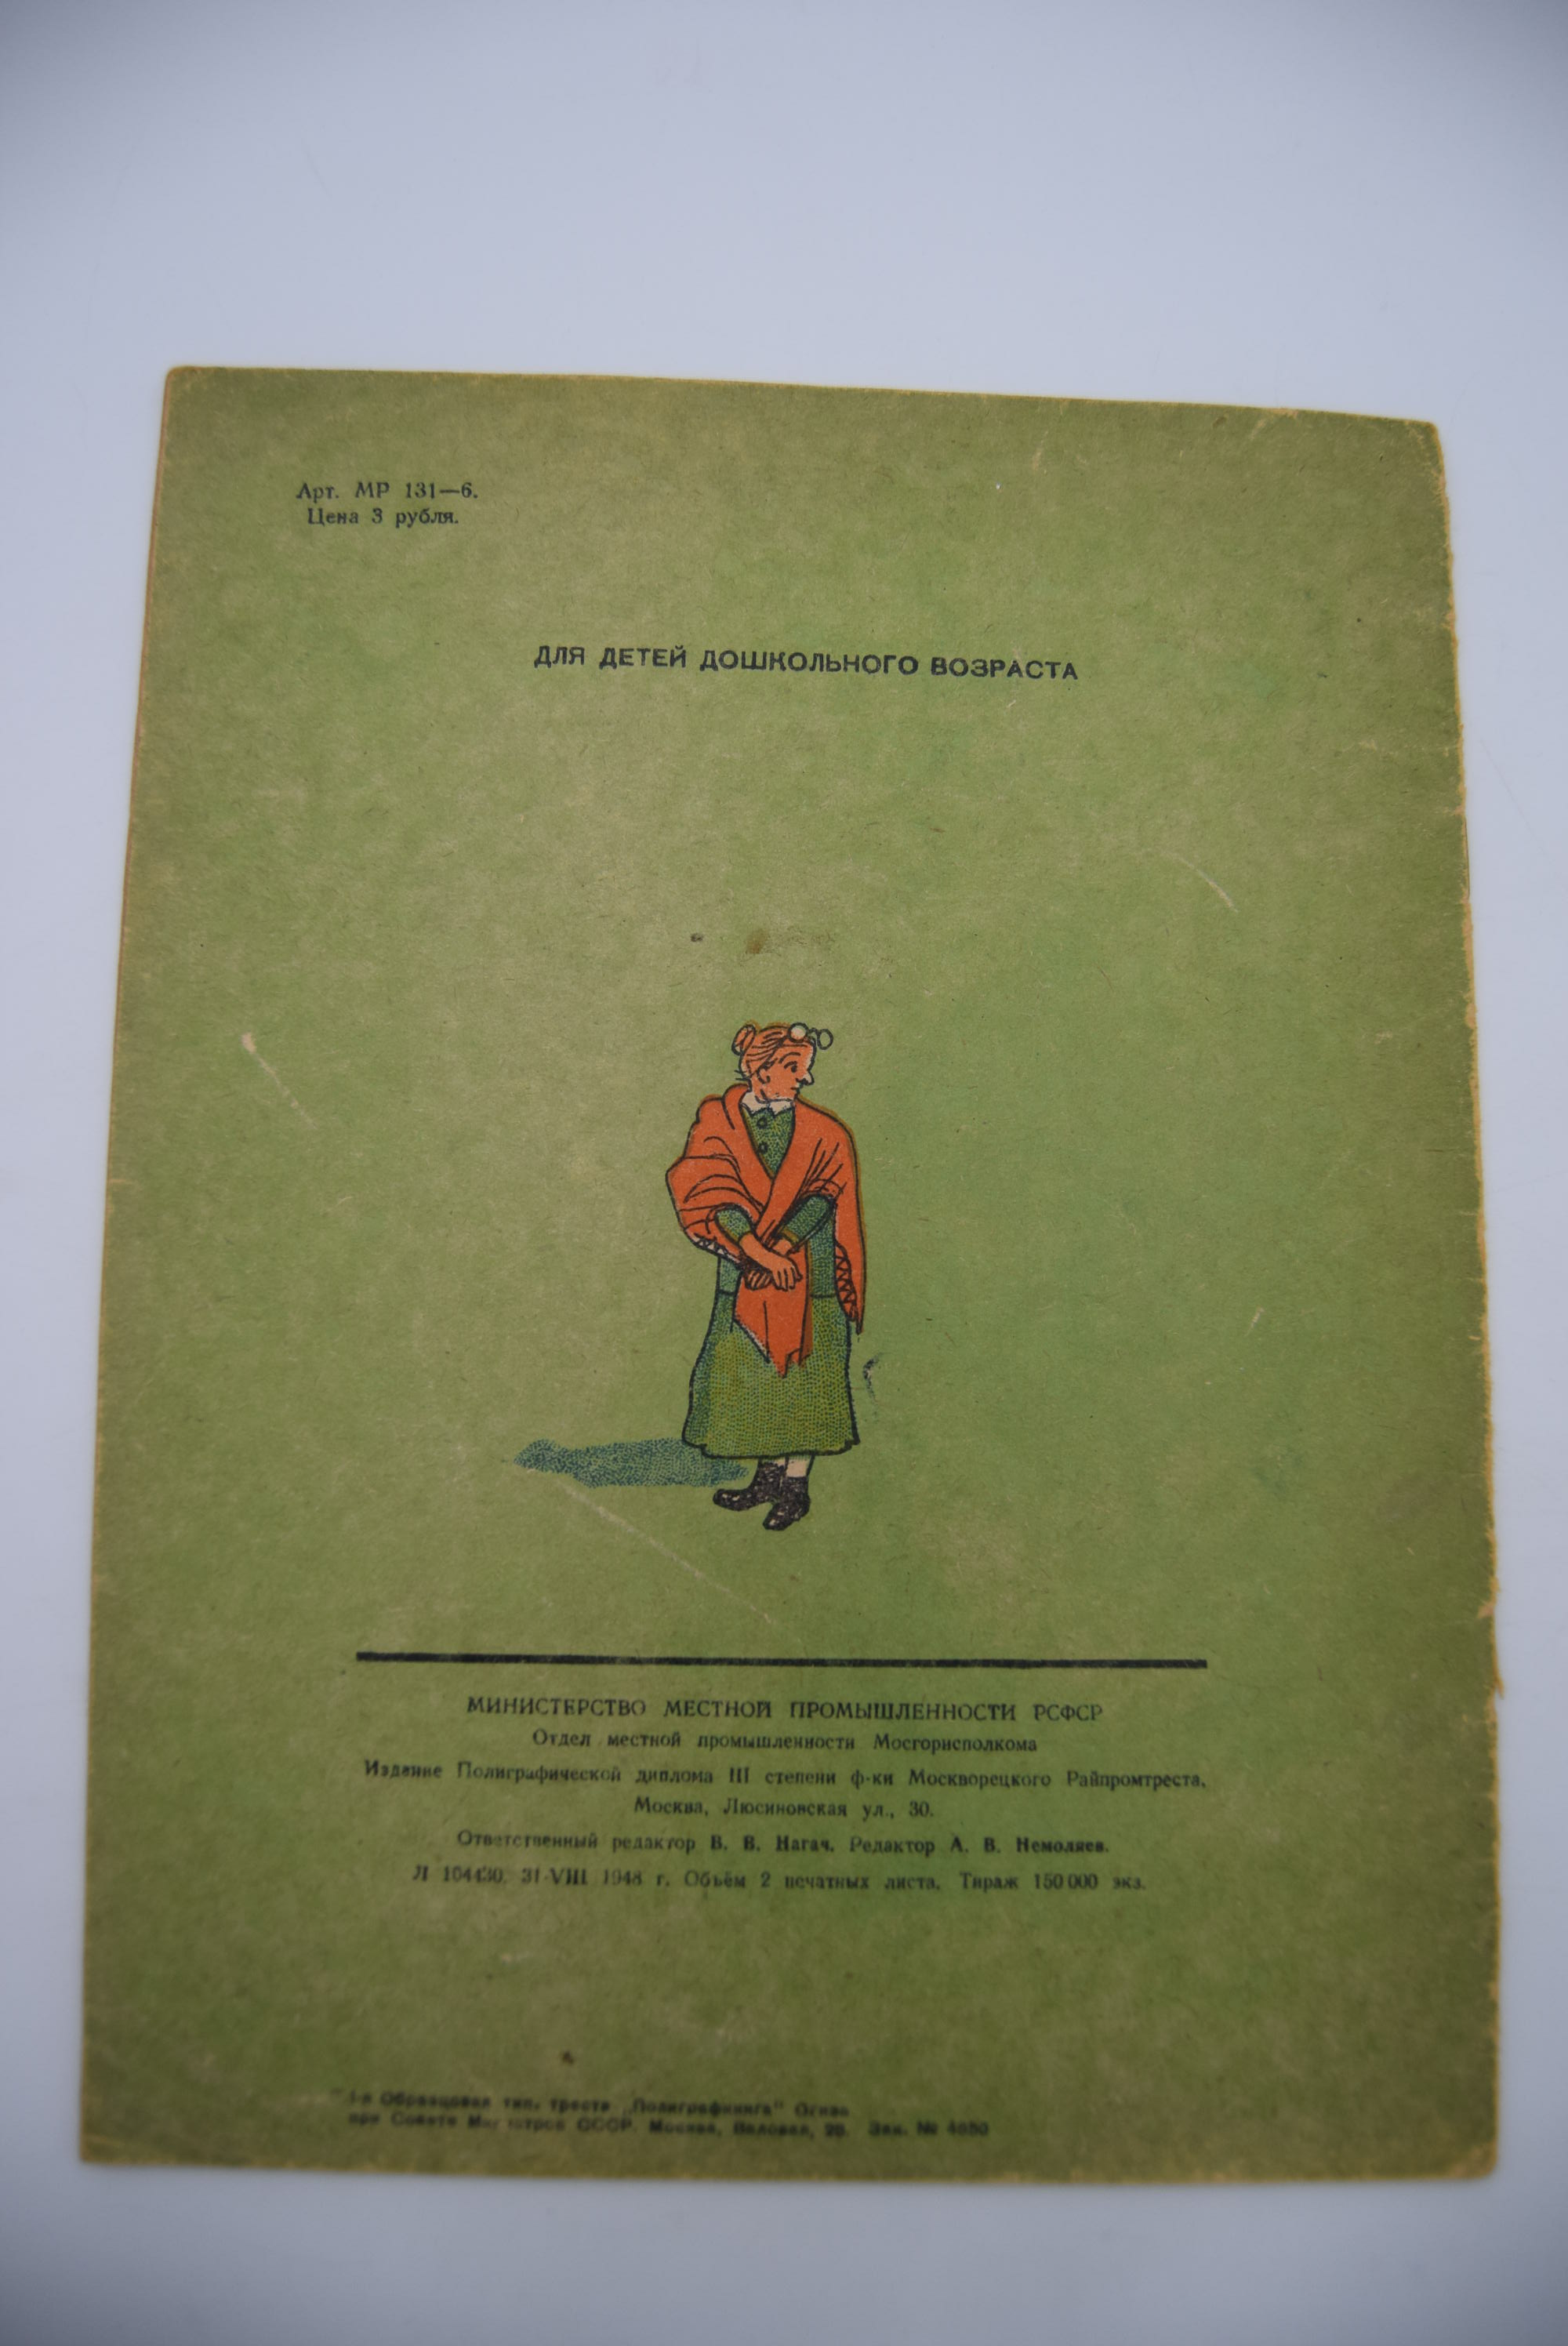 Арт. МР 131—6.
Цена 3 рубля.
ДЛЯ ДЕТЕЙ ДОШКОЛЬНОГО ВОЗРАСТА
МИНИСТЕРСТВО МЕСТНОЙ ПРОМЫШЛЕННОСТИ РСФСР
Отдел местной промышленности Мосгорисполкома
Издание Полиграфической диплома III степени ф-ки Москворецкого Райпромтреста,
Москва, Люсиновская ул., 30.
Ответственный редактор В. В. Нагач. Редактор А. В. Немоляев.
Л 104430. 31-VIII 1948 г. Объём 2 печатных листа. Тираж 150 000 экз.
1-я Образцовая тип. треста „Полиграфкнига" Огиза
при Совете Министров СССР. Москва, Валовая, 28. Зак. №